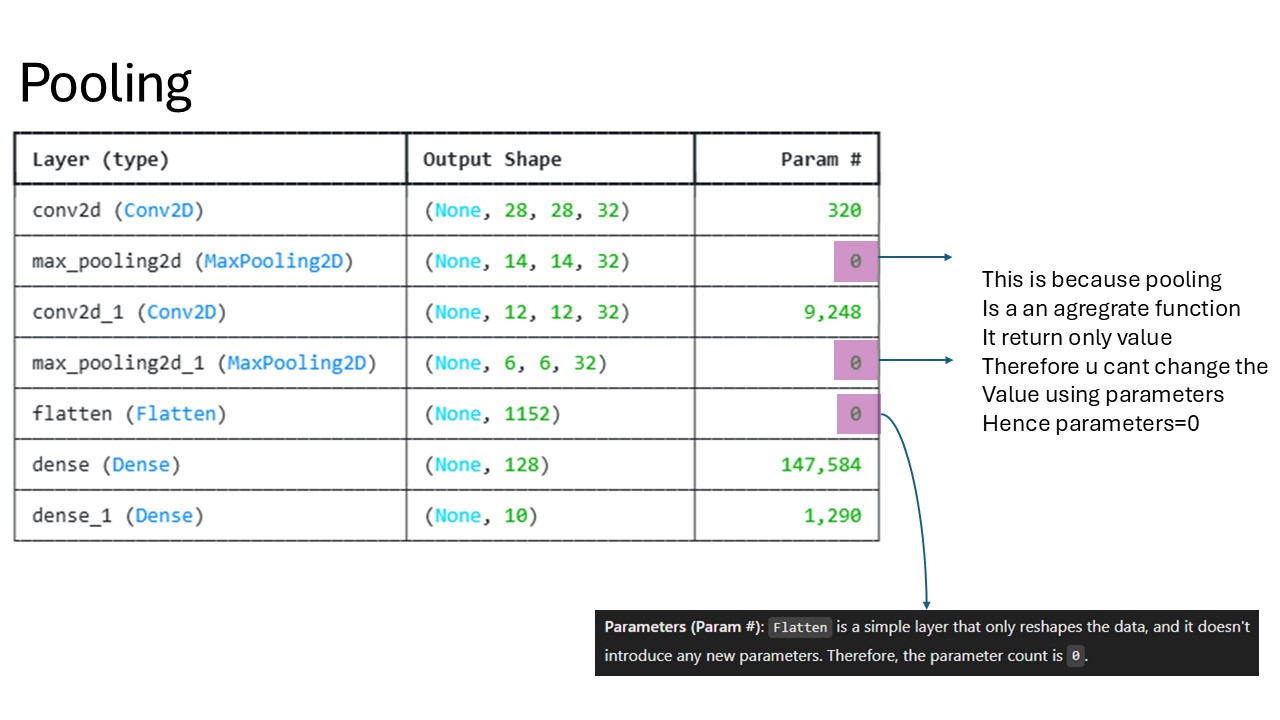 Pooling
Layer (type) Output Shape Param #
conv2d (Conv2D) (None, 28, 28, 32) 320
max_pooling2d (MaxPooling2D) (None, 14, 14, 32) 0
conv2d_1 (Conv2D) (None, 12, 12, 32) 9,248
max_pooling2d_1 (MaxPooling2D) (None, 6, 6, 32) 0
flatten (Flatten) (None, 1152) 0
dense (Dense) (None, 128) 147,584
dense_1 (Dense) (None, 10) 1,290
This is because pooling
Is a an agregrate function
It return only value
Therefore u cant change the
Value using parameters
Hence parameters=0
Parameters (Param #): Flatten is a simple layer that only reshapes the data, and it doesn't
introduce any new parameters. Therefore, the parameter count is 0.